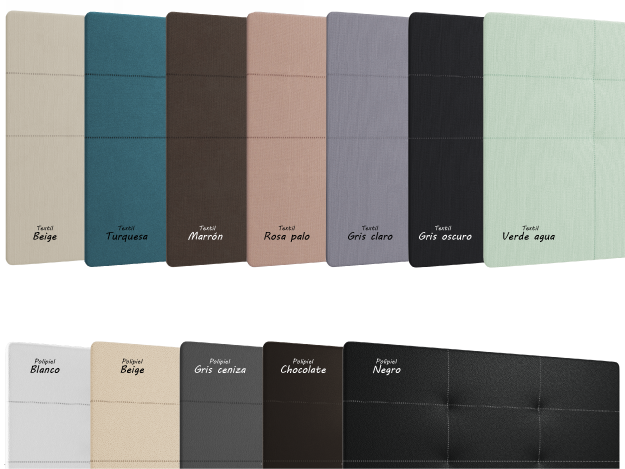 Textil
Beige
Textil
Turquesa
Textil
Marrón
Textil
Rosa palo
Textil
Gris claro
Textil
Gris oscuro
Textil
Verde agua
Polipiel
Blanco
Polipiel
Beige
Polipiel
Gris ceniza
Polipiel
Chocolate
Polipiel
Negro